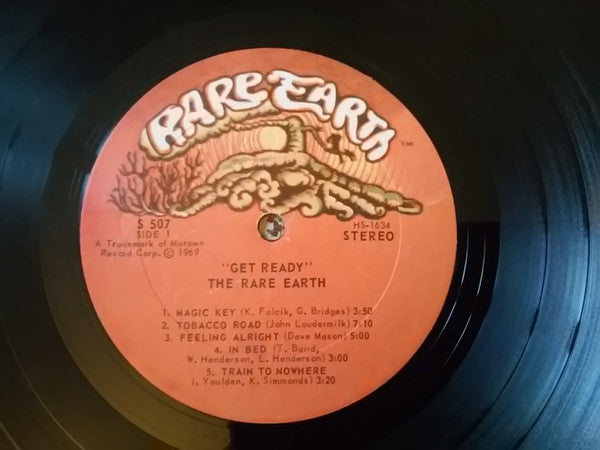 RARE EARTH
T.M.
S 507
SIDE 1
A Trademark of Motown
Record Corp. © 1969
HS-1634
STEREO
"GET READY"
THE RARE EARTH
1. MAGIC KEY (K. Folcik, G. Bridges) 3:50
2. TOBACCO ROAD (John Loudermilk) 7:10
3. FEELING ALRIGHT (Dave Mason) 5:00
4. IN BED (T. Baird,
W. Henderson, L. Henderson) 3:00
5. TRAIN TO NOWHERE
(. Youlden, K. Simmonds) 3:20